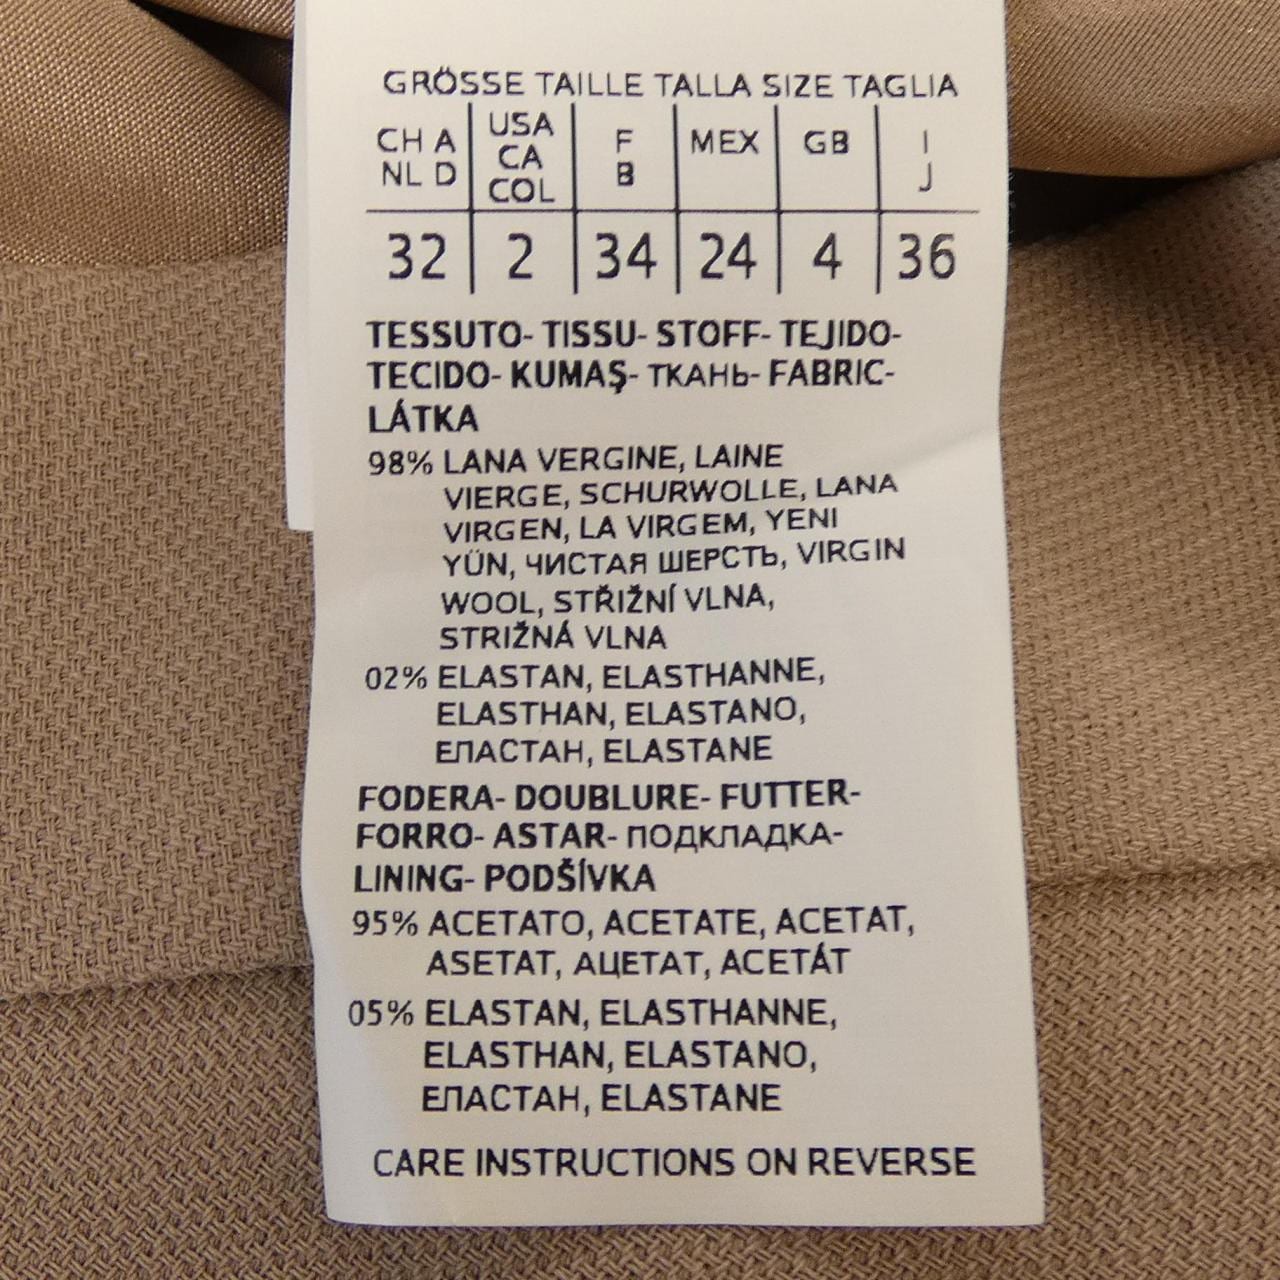 GRÖSSE TAILLE TALLA SIZE TAGLIA
CH A NL D | USA CA COL | F B | MEX | GB | I J
32 | 2 | 34 | 24 | 4 | 36
TESSUTO- TISSU- STOFF- TEJIDO-
TECIDO- KUMAŞ- ТКАНЬ- FABRIC-
LÁTKA
98% LANA VERGINE, LAINE
VIERGE, SCHURWOLLE, LANA
VIRGEN, LA VIRGEM, YENI
YÜN, ЧИСТАЯ ШЕРСТЬ, VIRGIN
WOOL, STŘIŽNÍ VLNA,
STRIŽNÁ VLNA
02% ELASTAN, ELASTHANNE,
ELASTHAN, ELASTANO,
ЕЛАСТАН, ELASTANE
FODERA- DOUBLURE- FUTTER-
FORRO- ASTAR- ПОДКЛАДКА-
LINING- PODŠÍVKA
95% ACETATO, ACETATE, ACETAT,
ASETAT, АЦЕТАТ, ACETÁT
05% ELASTAN, ELASTHANNE,
ELASTHAN, ELASTANO,
ЕЛАСТАН, ELASTANE
CARE INSTRUCTIONS ON REVERSE